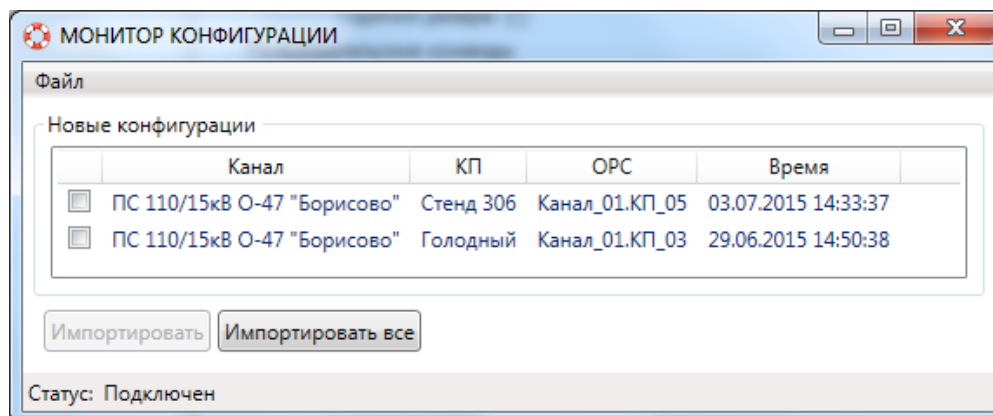 МОНИТОР КОНФИГУРАЦИИ
Файл
Новые конфигурации
Канал КП OPC Время
ПС 110/15кВ О-47 "Борисово" Стенд 306 Канал_01.КП_05 03.07.2015 14:33:37
ПС 110/15кВ О-47 "Борисово" Голодный Канал_01.КП_03 29.06.2015 14:50:38
Импортировать Импортировать все
Статус: Подключен